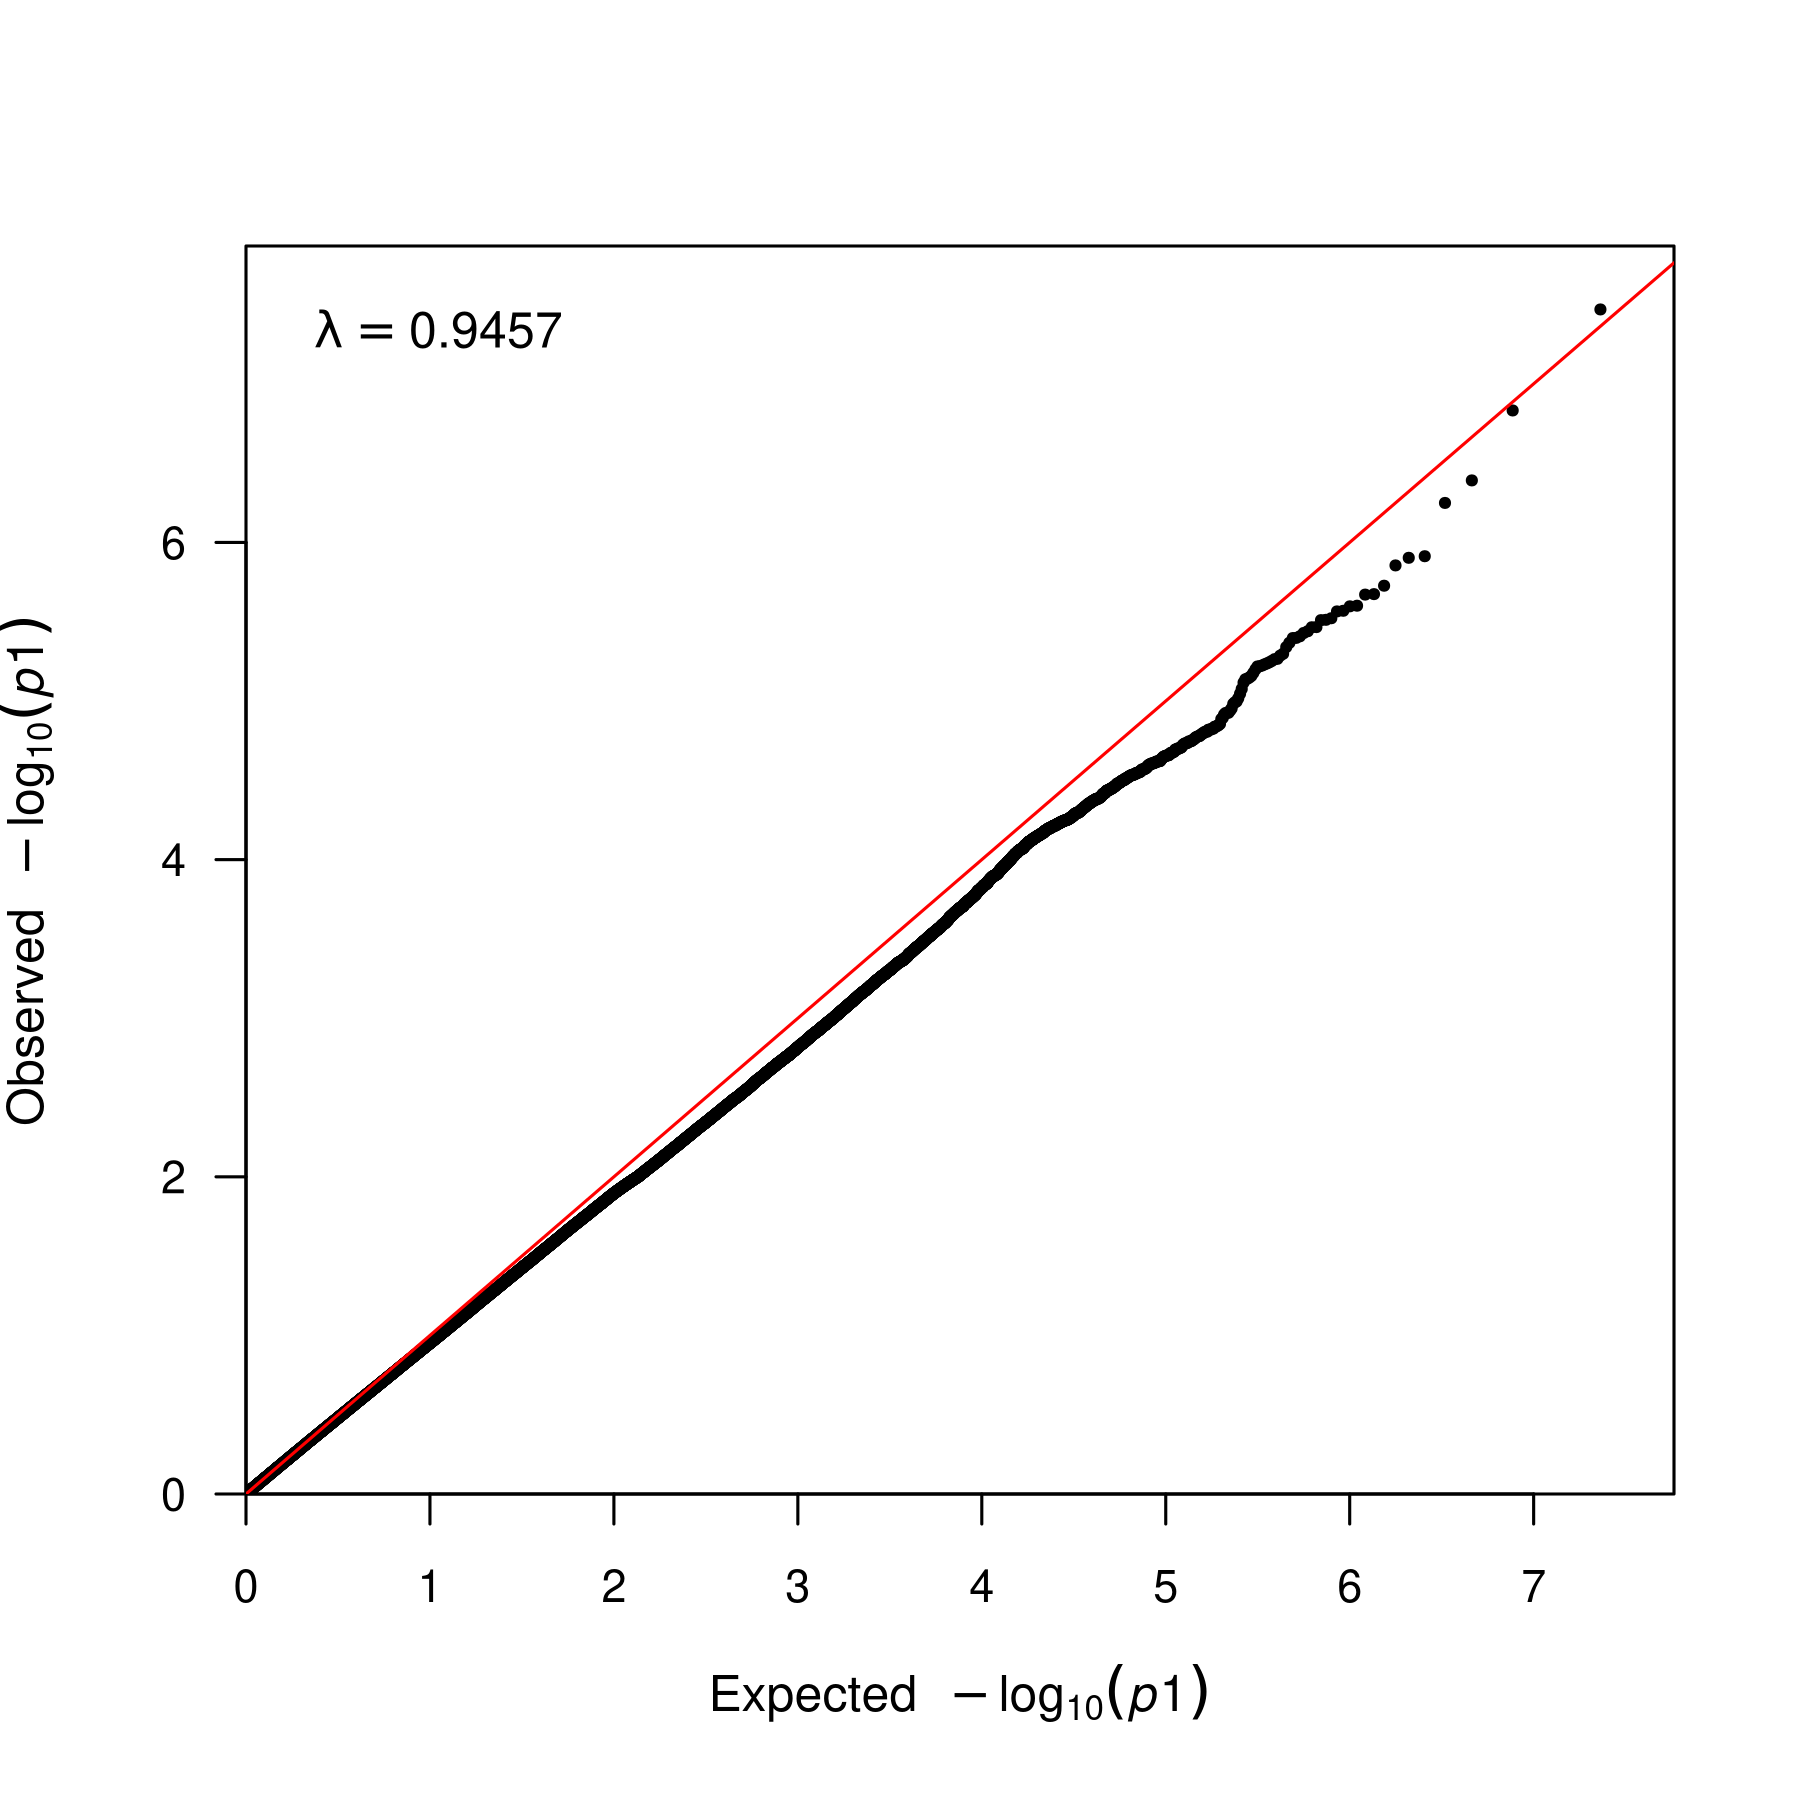 λ = 0.9457
Observed −log₁₀(p1)
6
4
2
0
0 1 2 3 4 5 6 7
Expected −log₁₀(p1)